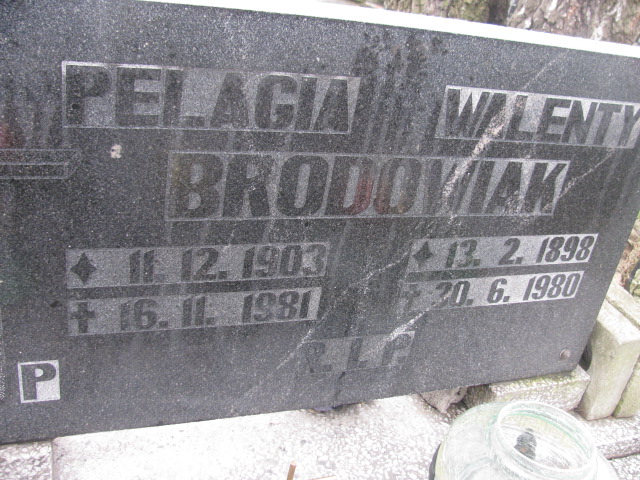 PELAGIA WALENTY
BRODOWIAK
11. 12. 1903 13. 2. 1898
16. 11. 1981 20. 6. 1980
R. I. P.
P